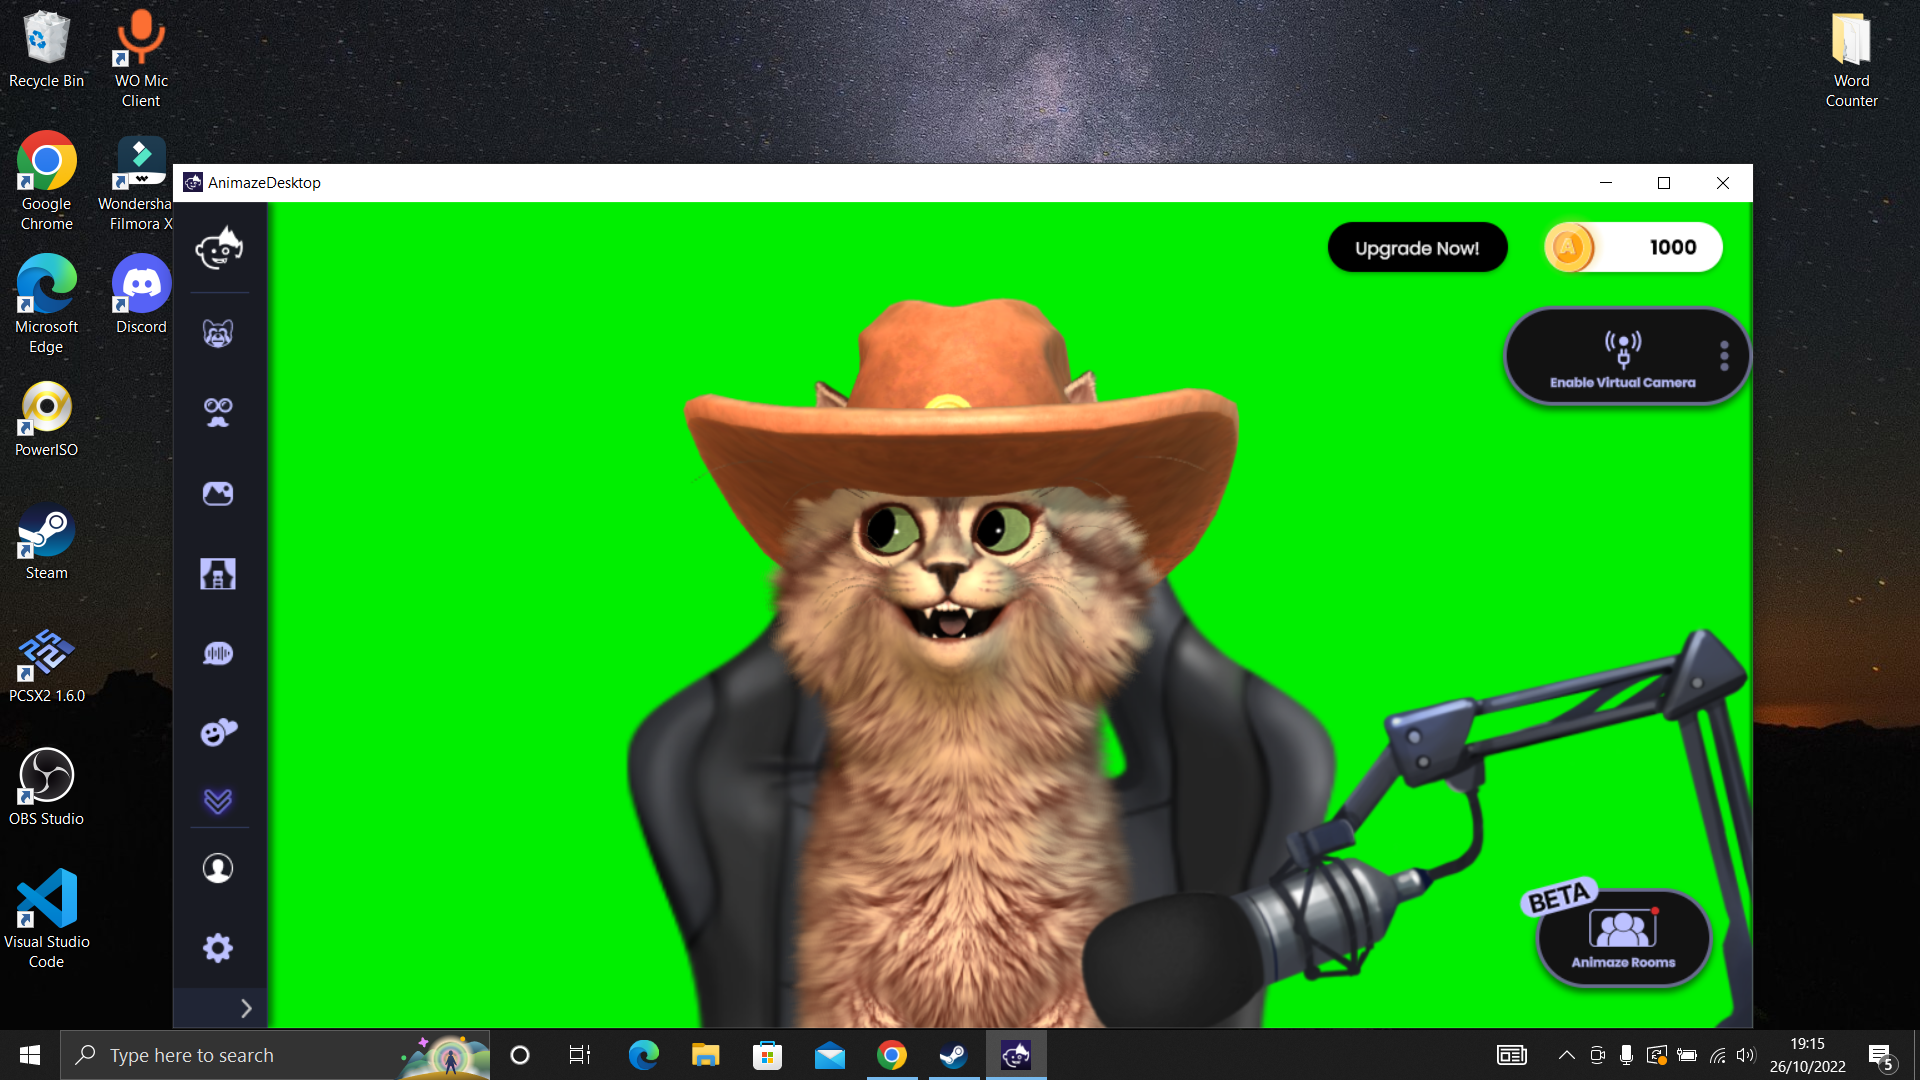 Recycle Bin
WO Mic
Client
Word
Counter
Google
Chrome
Wondersha
Filmora X
AnimazeDesktop
Upgrade Now!
1000
Microsoft
Edge
Discord
Enable Virtual Camera
PowerISO
Steam
PCSX2 1.6.0
OBS Studio
Visual Studio
Code
BETA
Animaze Rooms
Type here to search
19:15
26/10/2022
5